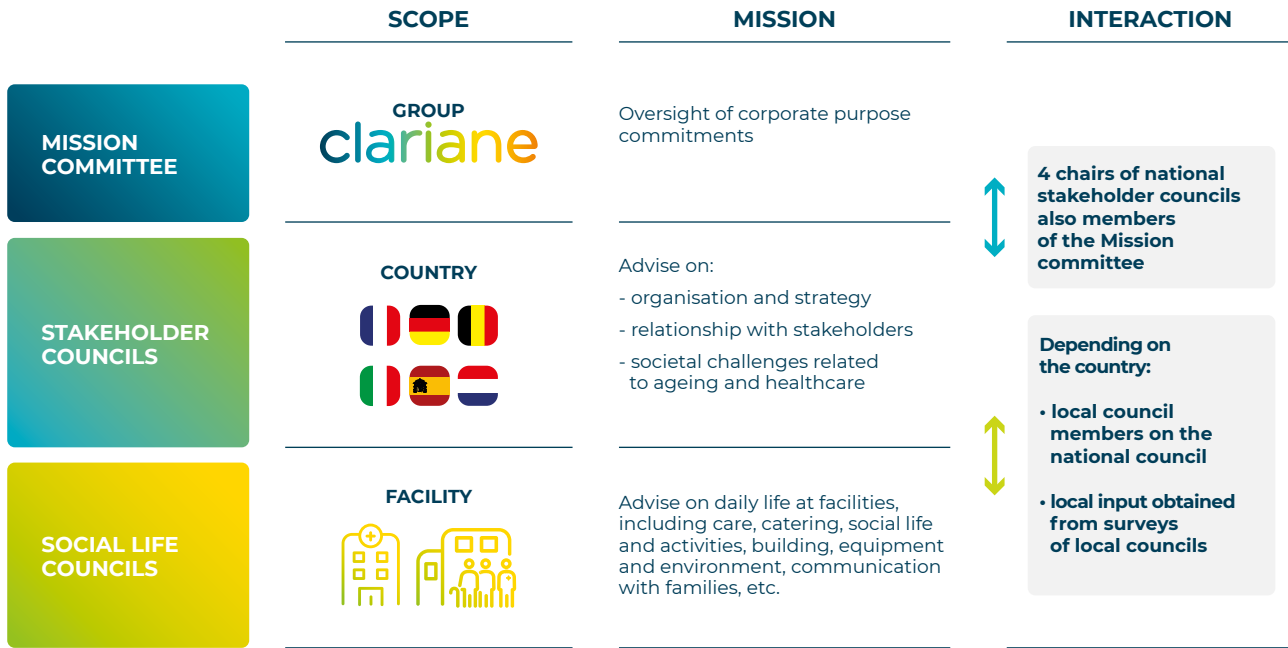 SCOPE
MISSION
INTERACTION
MISSION
COMMITTEE
GROUP
clariane
Oversight of corporate purpose
commitments
4 chairs of national
stakeholder councils
also members
of the Mission
committee
STAKEHOLDER
COUNCILS
COUNTRY
Advise on:
- organisation and strategy
- relationship with stakeholders
- societal challenges related
to ageing and healthcare
Depending on
the country:
• local council
members on the
national council
• local input obtained
from surveys
of local councils
SOCIAL LIFE
COUNCILS
FACILITY
Advise on daily life at facilities,
including care, catering, social life
and activities, building, equipment
and environment, communication
with families, etc.